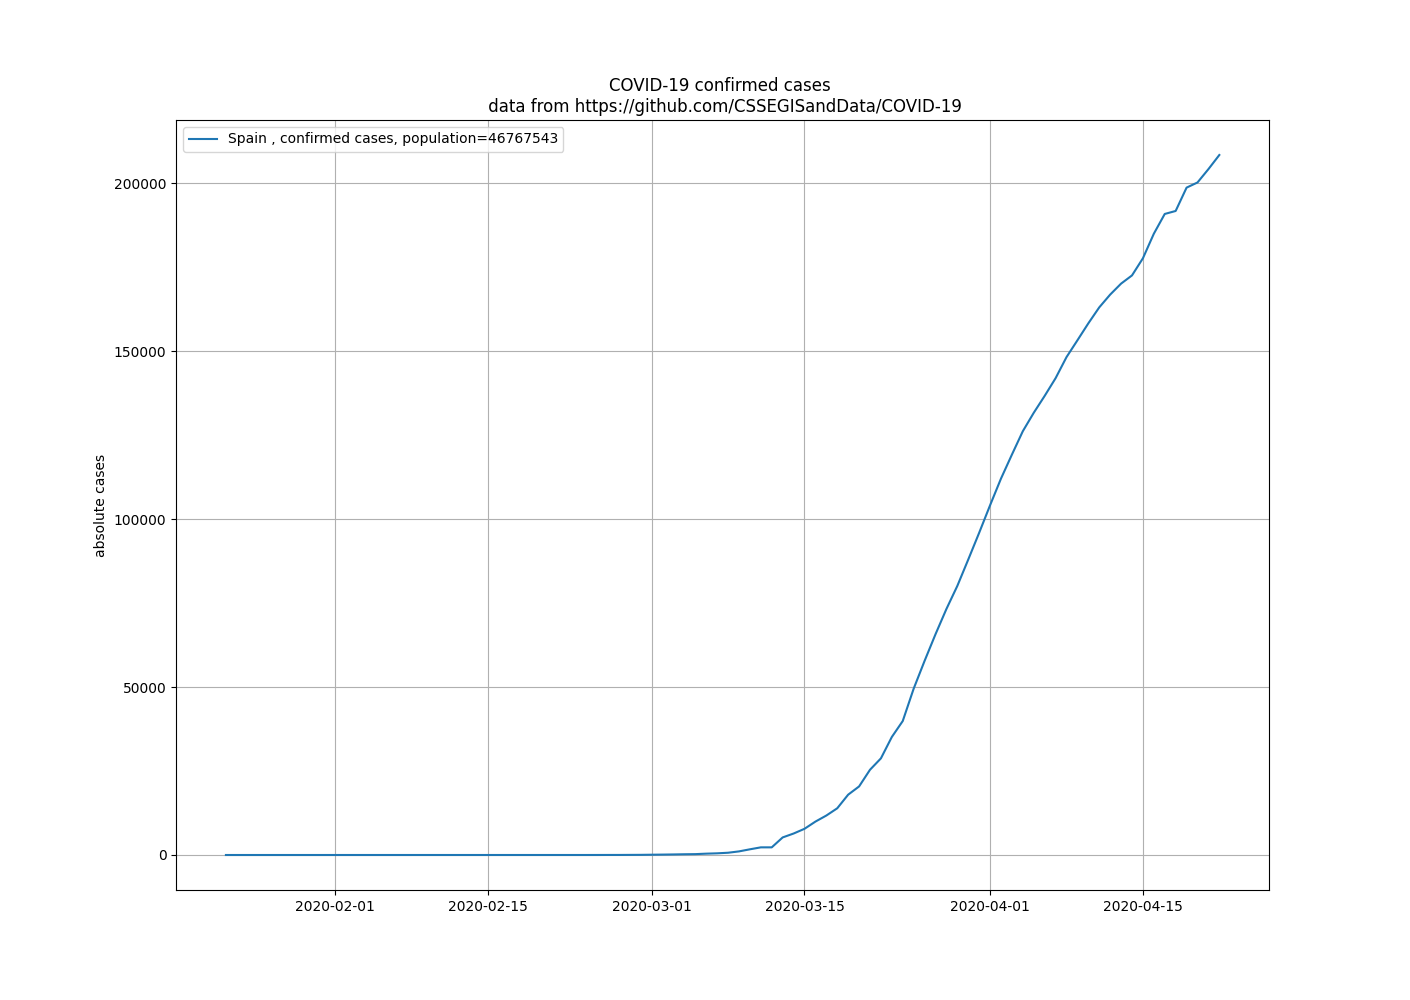 COVID-19 confirmed cases
data from https://github.com/CSSEGISandData/COVID-19
Spain , confirmed cases, population=46767543
absolute cases
200000
150000
100000
50000
0
2020-02-01
2020-02-15
2020-03-01
2020-03-15
2020-04-01
2020-04-15